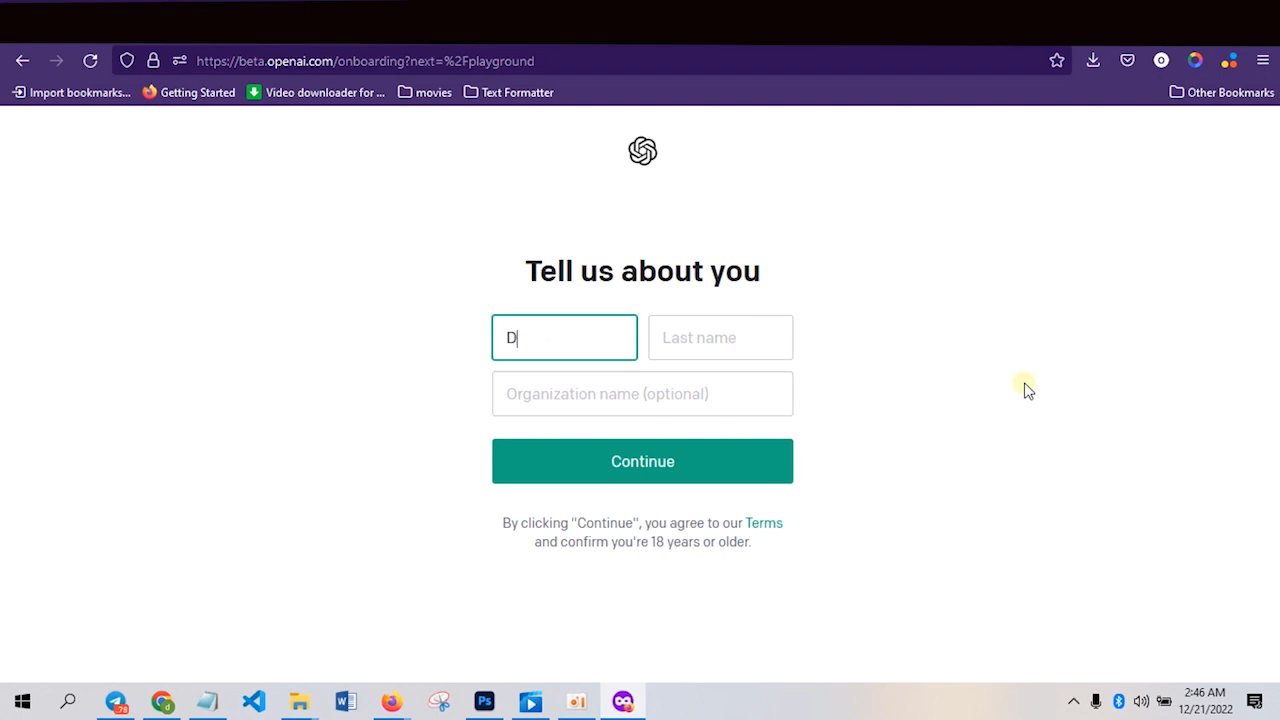 https://beta.openai.com/onboarding?next=%2Fplayground
Import bookmarks... Getting Started Video downloader for ... movies Text Formatter Other Bookmarks
Tell us about you
D Last name
Organization name (optional)
Continue
By clicking "Continue", you agree to our Terms
and confirm you're 18 years or older.
78 d W Ps
2:46 AM
12/21/2022